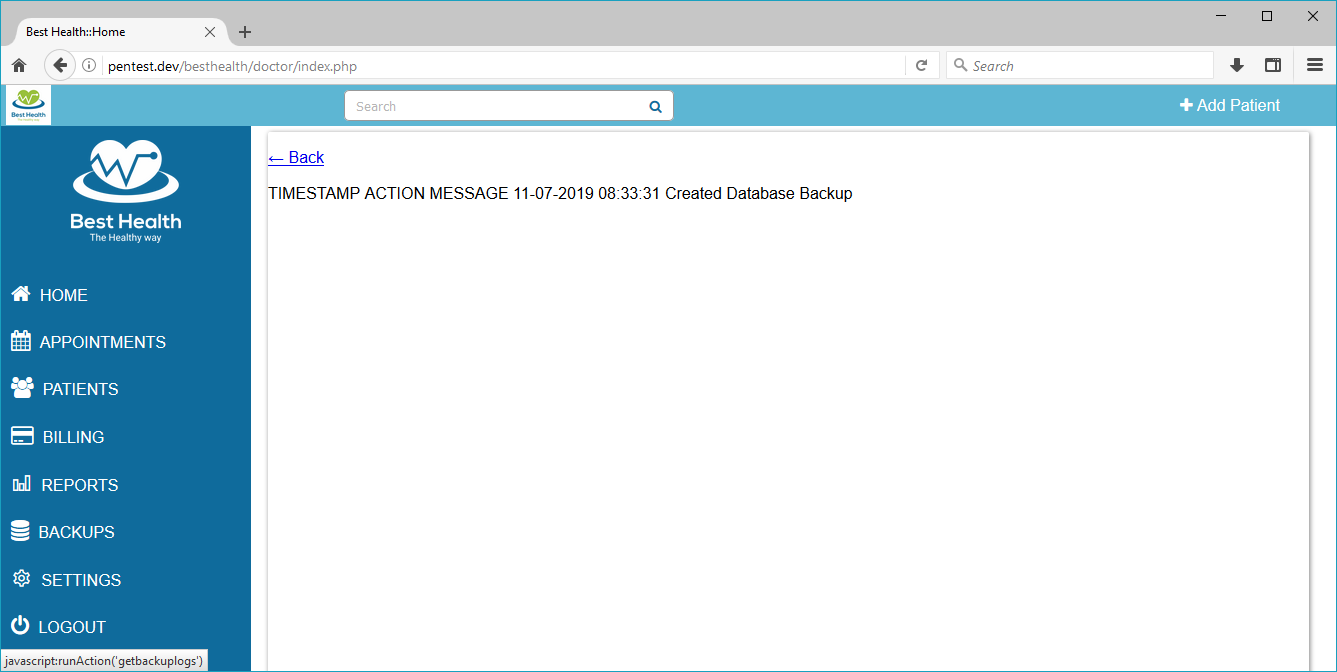 Best Health::Home
pentest.dev/besthealth/doctor/index.php
Search
Best Health
Search
Add Patient
Best Health
The Healthy way
← Back
TIMESTAMP ACTION MESSAGE 11-07-2019 08:33:31 Created Database Backup
HOME
APPOINTMENTS
PATIENTS
BILLING
REPORTS
BACKUPS
SETTINGS
LOGOUT
javascript:runAction('getbackuplogs')